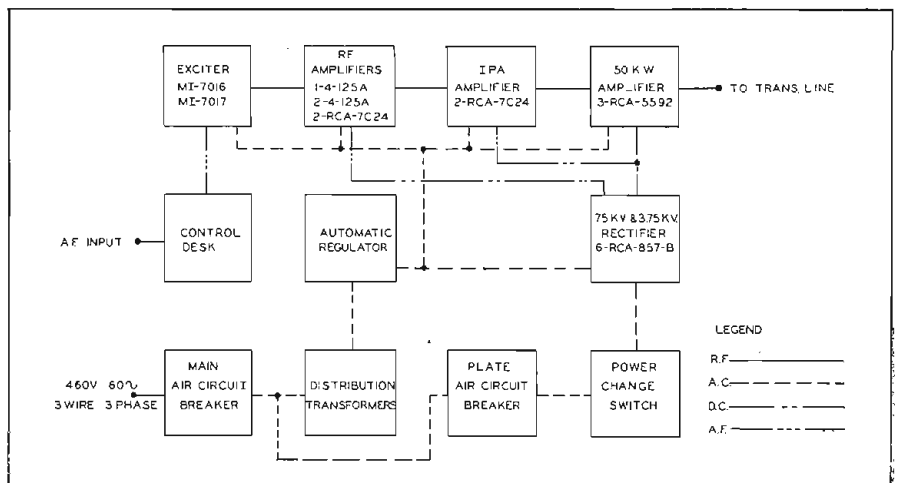 EXCITER
MI-7016
MI-7017
RF
AMPLIFIERS
1-4-125A
2-4-125A
2-RCA-7C24
IPA
AMPLIFIER
2-RCA-7C24
50 KW
AMPLIFIER
3-RCA-5592
TO TRANS. LINE
A.F. INPUT
CONTROL
DESK
AUTOMATIC
REGULATOR
7.5 KV. & 3.75 KV.
RECTIFIER
6-RCA-857-B
460V 60~
3 WIRE 3 PHASE
MAIN
AIR CIRCUIT
BREAKER
DISTRIBUTION
TRANSFORMERS
PLATE
AIR CIRCUIT
BREAKER
POWER
CHANGE
SWITCH
LEGEND
R.F.
A.C.
D.C.
A.F.